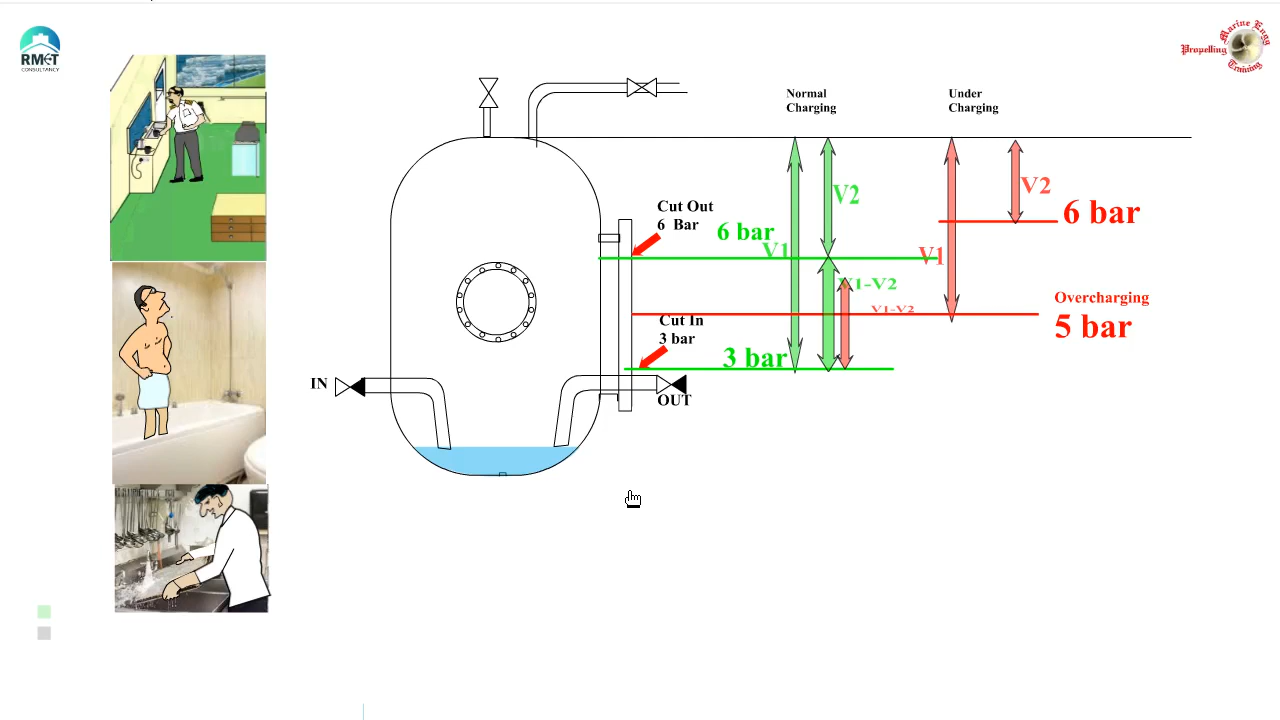 RMET
CONSULTANCY
Marine Engg
Propelling
Training
Normal
Charging
Under
Charging
V2
V2
Cut Out
6 Bar
6 bar
6 bar
V1
V1
V1-V2
V1-V2
Overcharging
5 bar
Cut In
3 bar
3 bar
IN
OUT